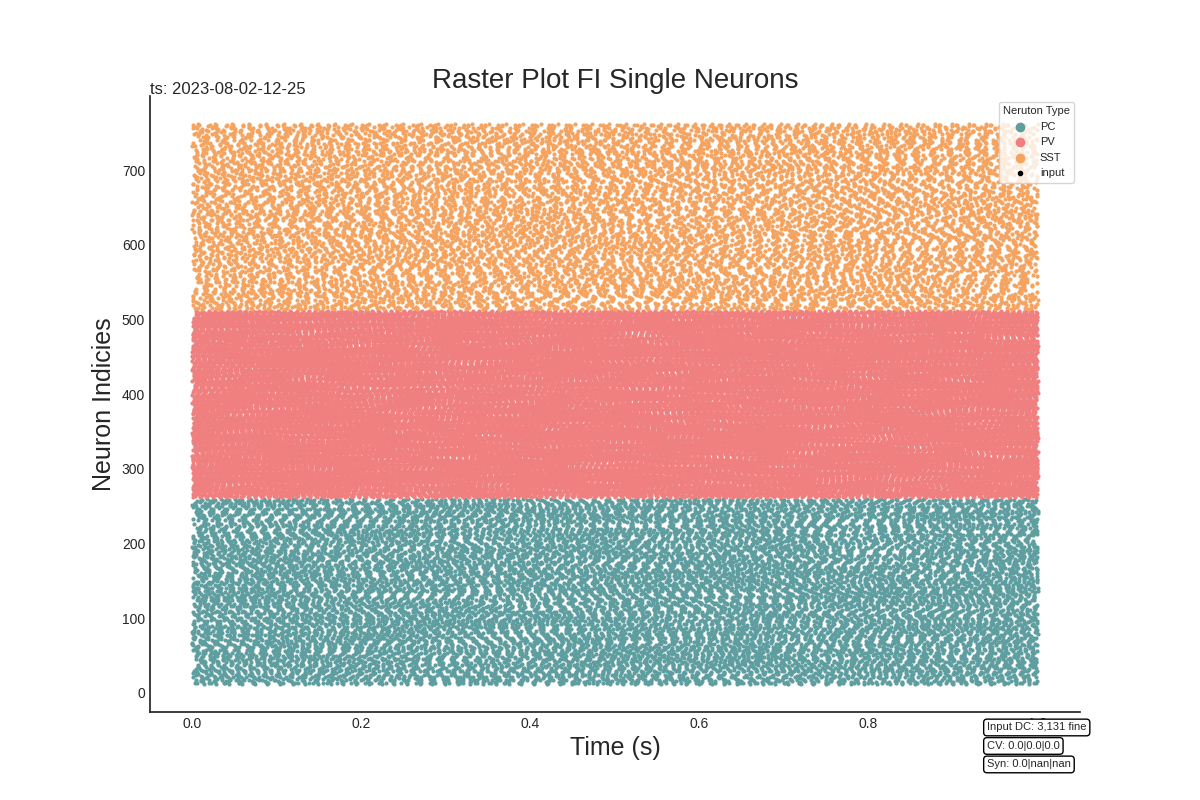 Raster Plot FI Single Neurons
ts: 2023-08-02-12-25
Neruton Type
PC
PV
SST
input
Neuron Indicies
700
600
500
400
300
200
100
0
0.0 0.2 0.4 0.6 0.8
Time (s)
Input DC: 3,131 fine
CV: 0.0|0.0|0.0
Syn: 0.0|nan|nan